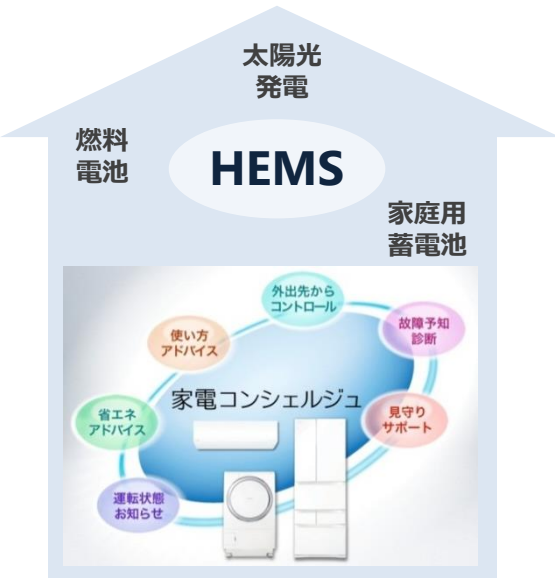 太陽光
発電
燃料
電池
HEMS
家庭用
蓄電池
外出先から
コントロール
使い方
アドバイス
故障予知
診断
家電コンシェルジュ
省エネ
アドバイス
見守り
サポート
運転状態
お知らせ